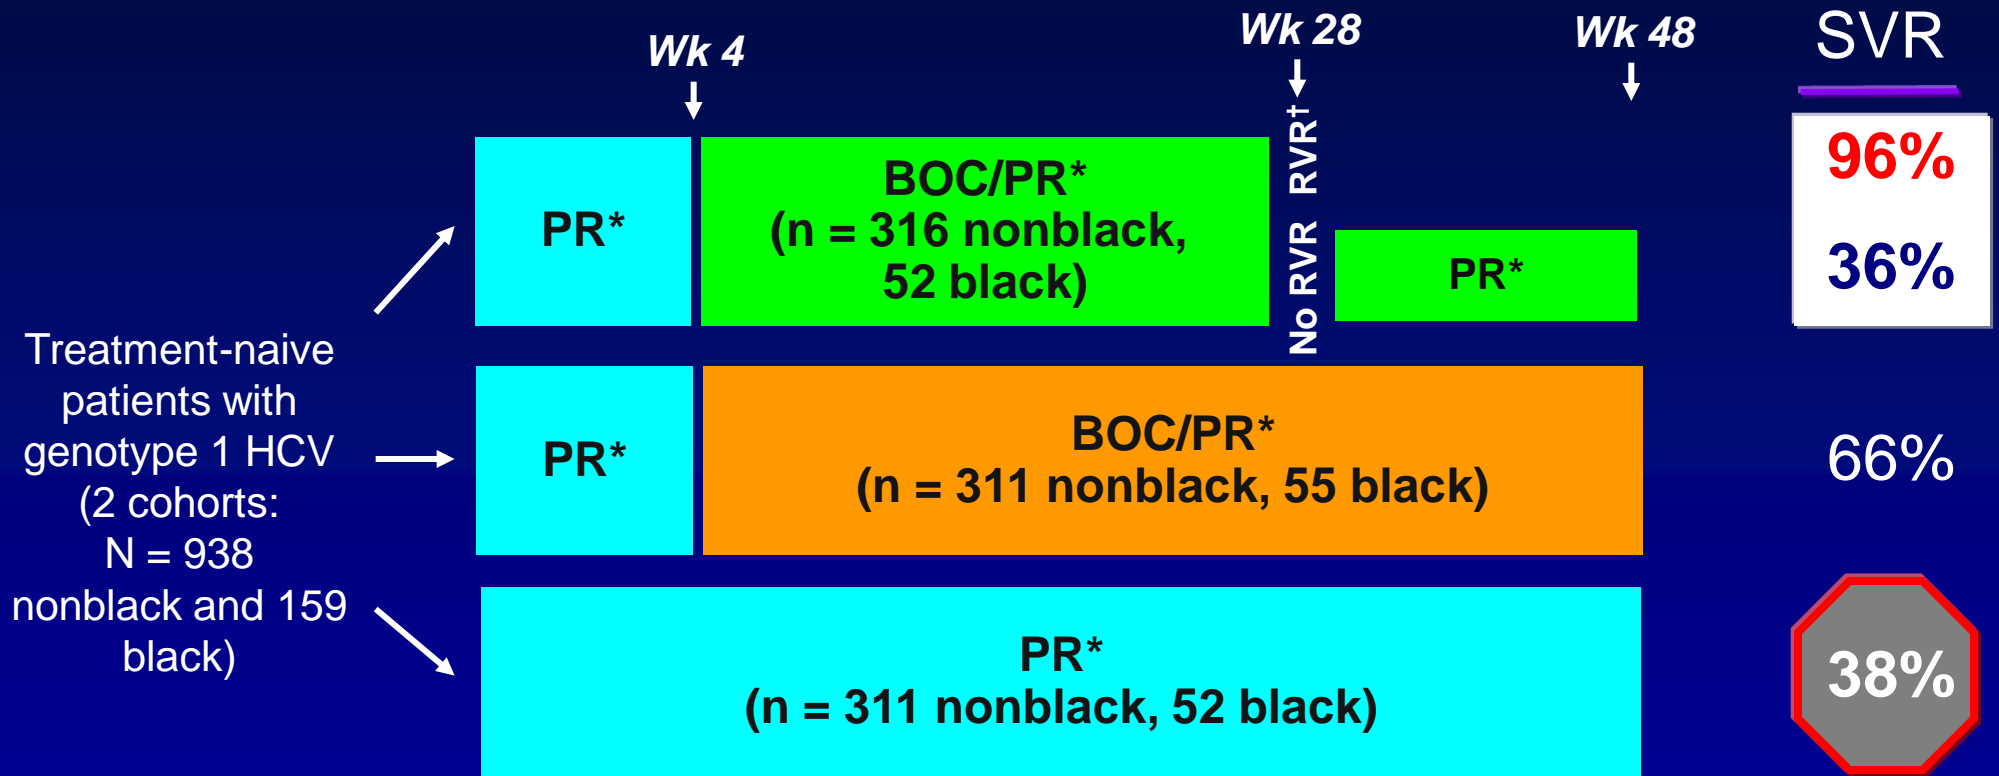 Wk 4
Wk 28
Wk 48
SVR
Treatment-naive
patients with
genotype 1 HCV
(2 cohorts:
N = 938
nonblack and 159
black)
PR*
BOC/PR*
(n = 316 nonblack,
52 black)
No RVR RVR†
PR*
96%
36%
PR*
BOC/PR*
(n = 311 nonblack, 55 black)
66%
PR*
(n = 311 nonblack, 52 black)
38%